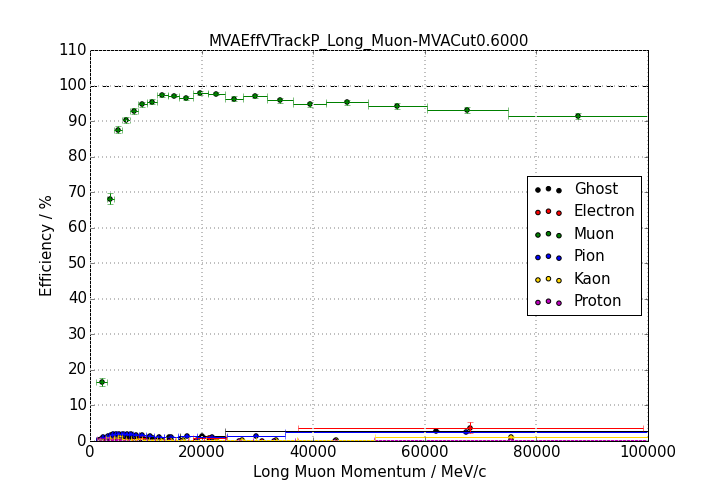 MVAEffVTrackP_Long_Muon-MVACut0.6000
110
100
90
80
70
60
50
40
30
20
10
0
Efficiency / %
Ghost
Electron
Muon
Pion
Kaon
Proton
0 20000 40000 60000 80000 100000
Long Muon Momentum / MeV/c